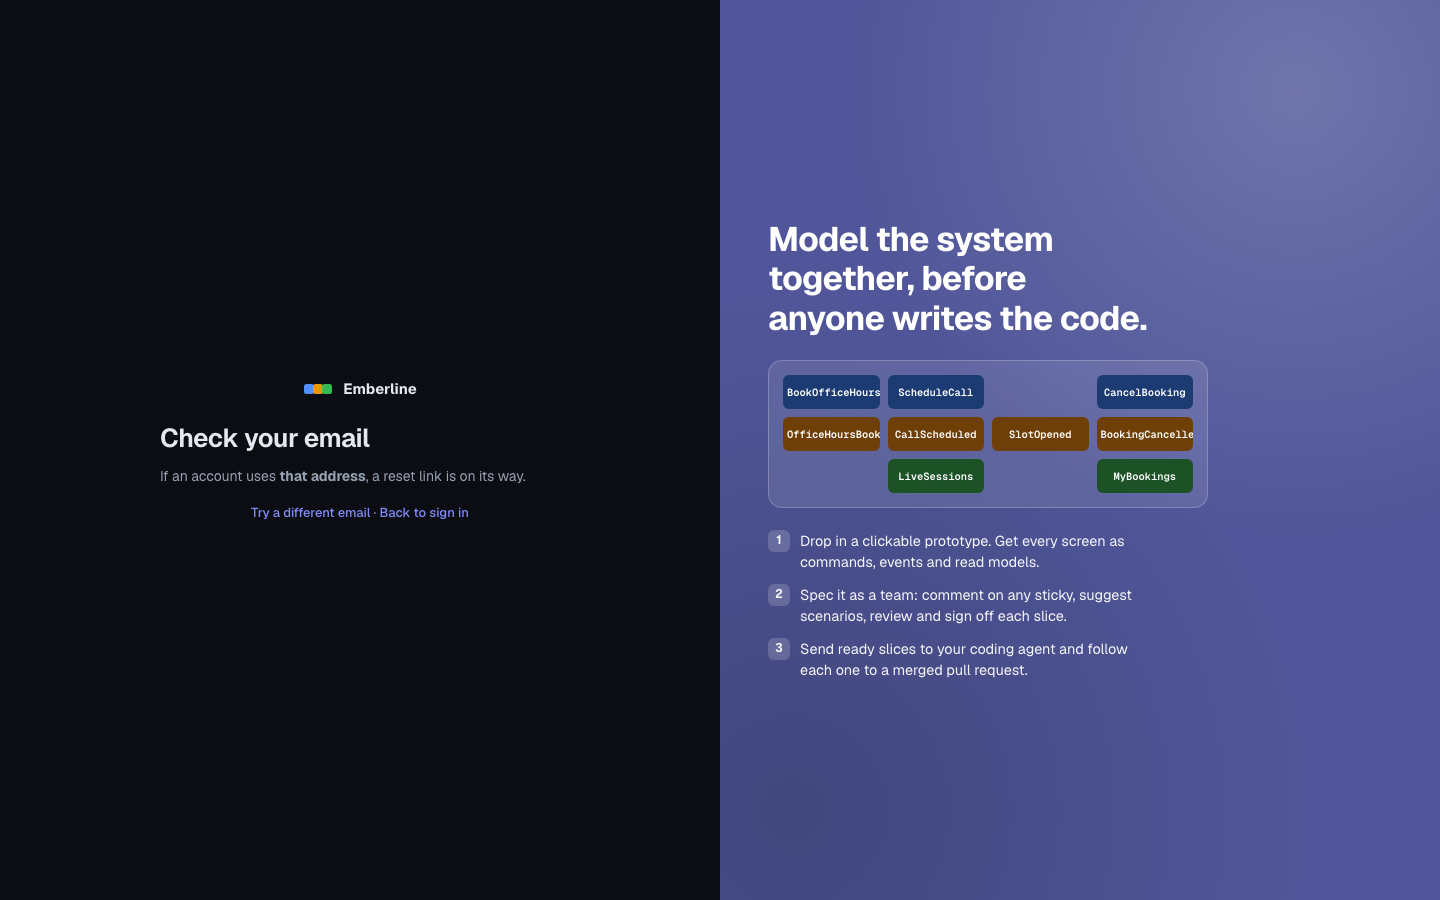 Emberline
Check your email
If an account uses that address, a reset link is on its way.
Try a different email · Back to sign in
Model the system
together, before
anyone writes the code.
BookOfficeHours ScheduleCall CancelBooking
OfficeHoursBook CallScheduled SlotOpened BookingCancelle
LiveSessions MyBookings
1 Drop in a clickable prototype. Get every screen as
commands, events and read models.
2 Spec it as a team: comment on any sticky, suggest
scenarios, review and sign off each slice.
3 Send ready slices to your coding agent and follow
each one to a merged pull request.